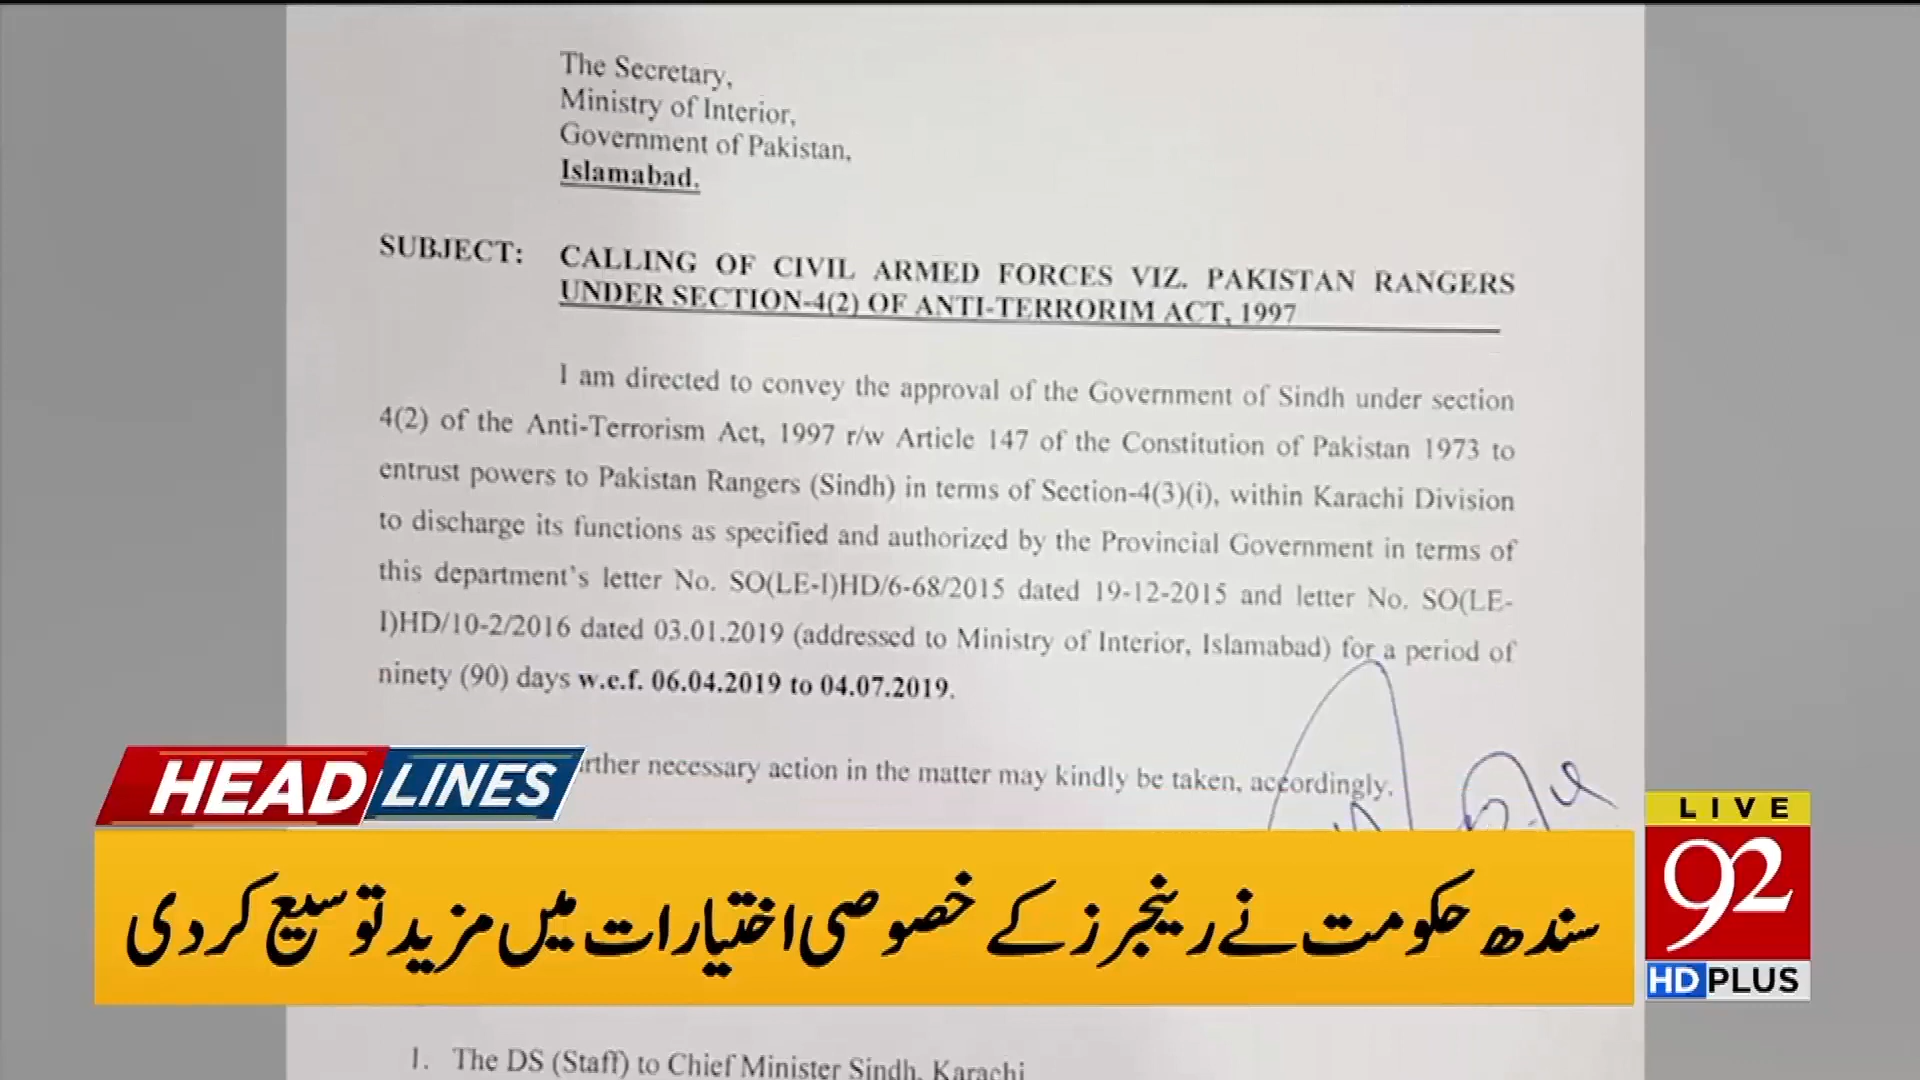 The Secretary,
Ministry of Interior,
Government of Pakistan,
Islamabad.
SUBJECT: CALLING OF CIVIL ARMED FORCES VIZ. PAKISTAN RANGERS
UNDER SECTION-4(2) OF ANTI-TERRORIM ACT, 1997
I am directed to convey the approval of the Government of Sindh under section
4(2) of the Anti-Terrorism Act, 1997 r/w Article 147 of the Constitution of Pakistan 1973 to
entrust powers to Pakistan Rangers (Sindh) in terms of Section-4(3)(i), within Karachi Division
to discharge its functions as specified and authorized by the Provincial Government in terms of
this department's letter No. SO(LE-I)HD/6-68/2015 dated 19-12-2015 and letter No. SO(LE-
I)HD/10-2/2016 dated 03.01.2019 (addressed to Ministry of Interior, Islamabad) for a period of
ninety (90) days w.e.f. 06.04.2019 to 04.07.2019.
rther necessary action in the matter may kindly be taken, accordingly.
HEADLINES
سندھ حکومت نے رینجرز کے خصوصی اختیارات میں مزید توسیع کر دی
LIVE
92
HD PLUS
1. The DS (Staff) to Chief Minister Sindh, Karachi